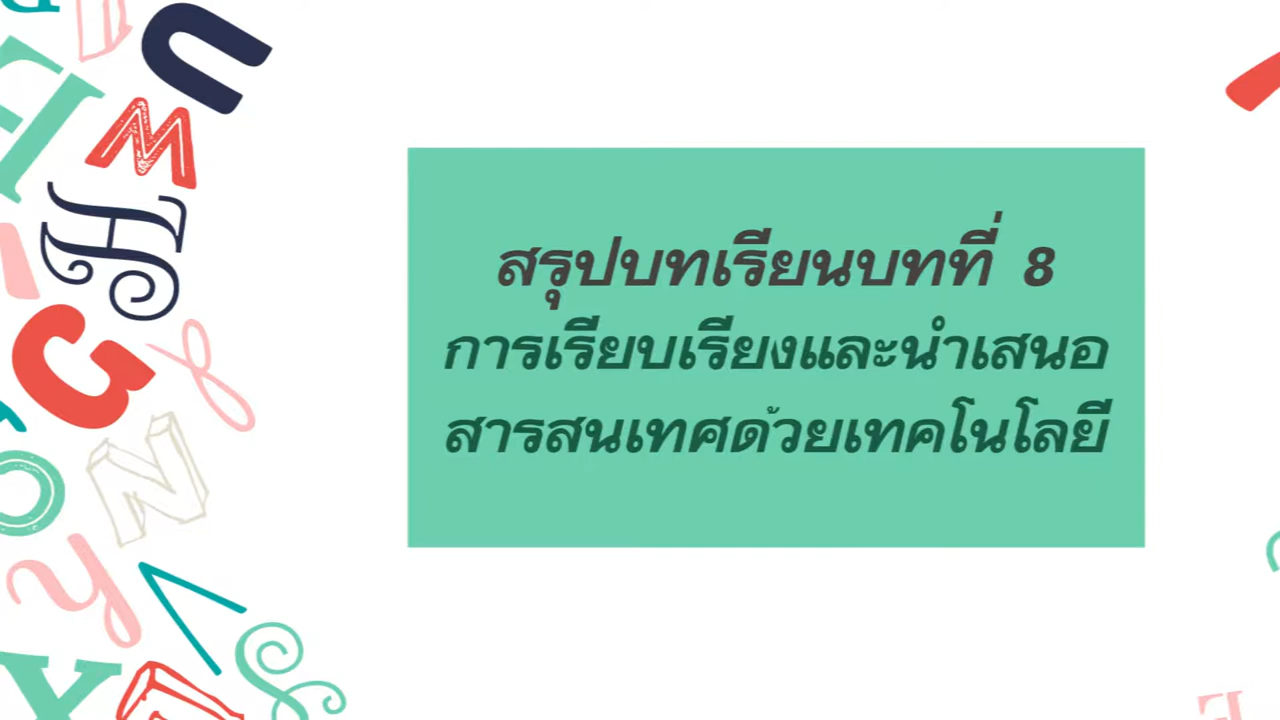 สรุปบทเรียนบทที่ 8
การเรียบเรียงและนำเสนอ
สารสนเทศด้วยเทคโนโลยี